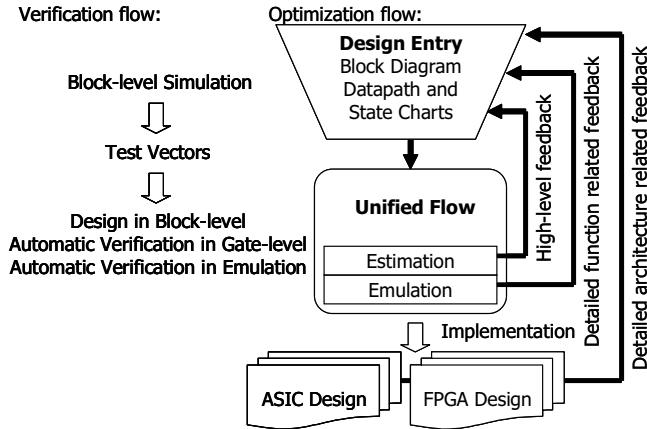 Verification flow:
Optimization flow:
Design Entry
Block Diagram
Datapath and
State Charts
Block-level Simulation
Test Vectors
Design in Block-level
Automatic Verification in Gate-level
Automatic Verification in Emulation
Unified Flow
Estimation
Emulation
High-level feedback
Detailed function related feedback
Detailed architecture related feedback
Implementation
ASIC Design
FPGA Design